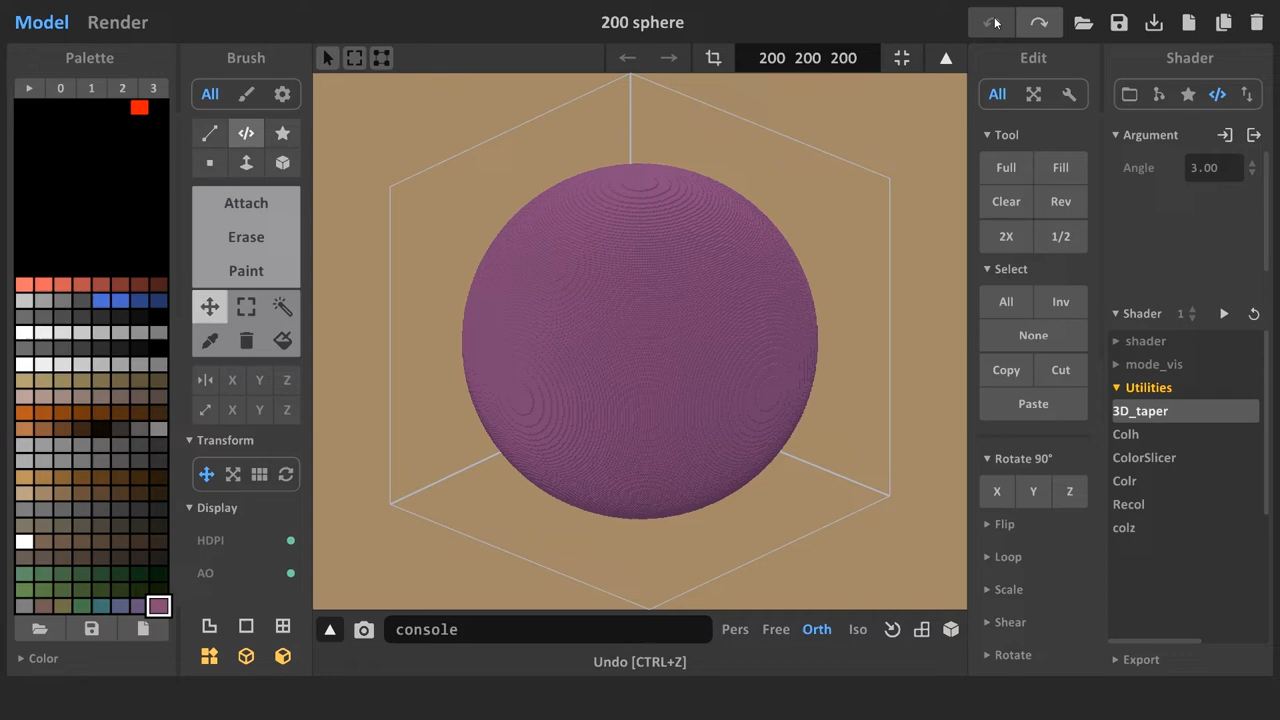 Model Render
200 sphere
Palette
Brush
200 200 200
Edit
Shader
0 1 2 3
All
All
Tool
Argument
Full Fill
Angle 3.00
Attach
Clear Rev
Erase
2X 1/2
Paint
Select
All Inv
Shader 1
None
shader
mode_vis
Copy Cut
Utilities
X Y Z
Paste
3D_taper
X Y Z
Colh
Transform
Rotate 90°
ColorSlicer
X Y Z
Colr
Display
Recol
Flip
colz
HDPI
Loop
AO
Scale
Shear
console
Pers Free Orth Iso
Rotate
Color
Undo [CTRL+Z]
Export